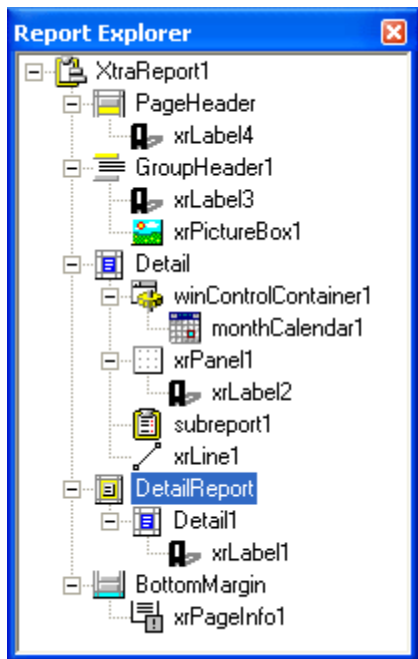 Report Explorer
XtraReport1
PageHeader
xrLabel4
GroupHeader1
xrLabel3
xrPictureBox1
Detail
winControlContainer1
monthCalendar1
xrPanel1
xrLabel2
subreport1
xrLine1
DetailReport
Detail1
xrLabel1
BottomMargin
xrPageInfo1